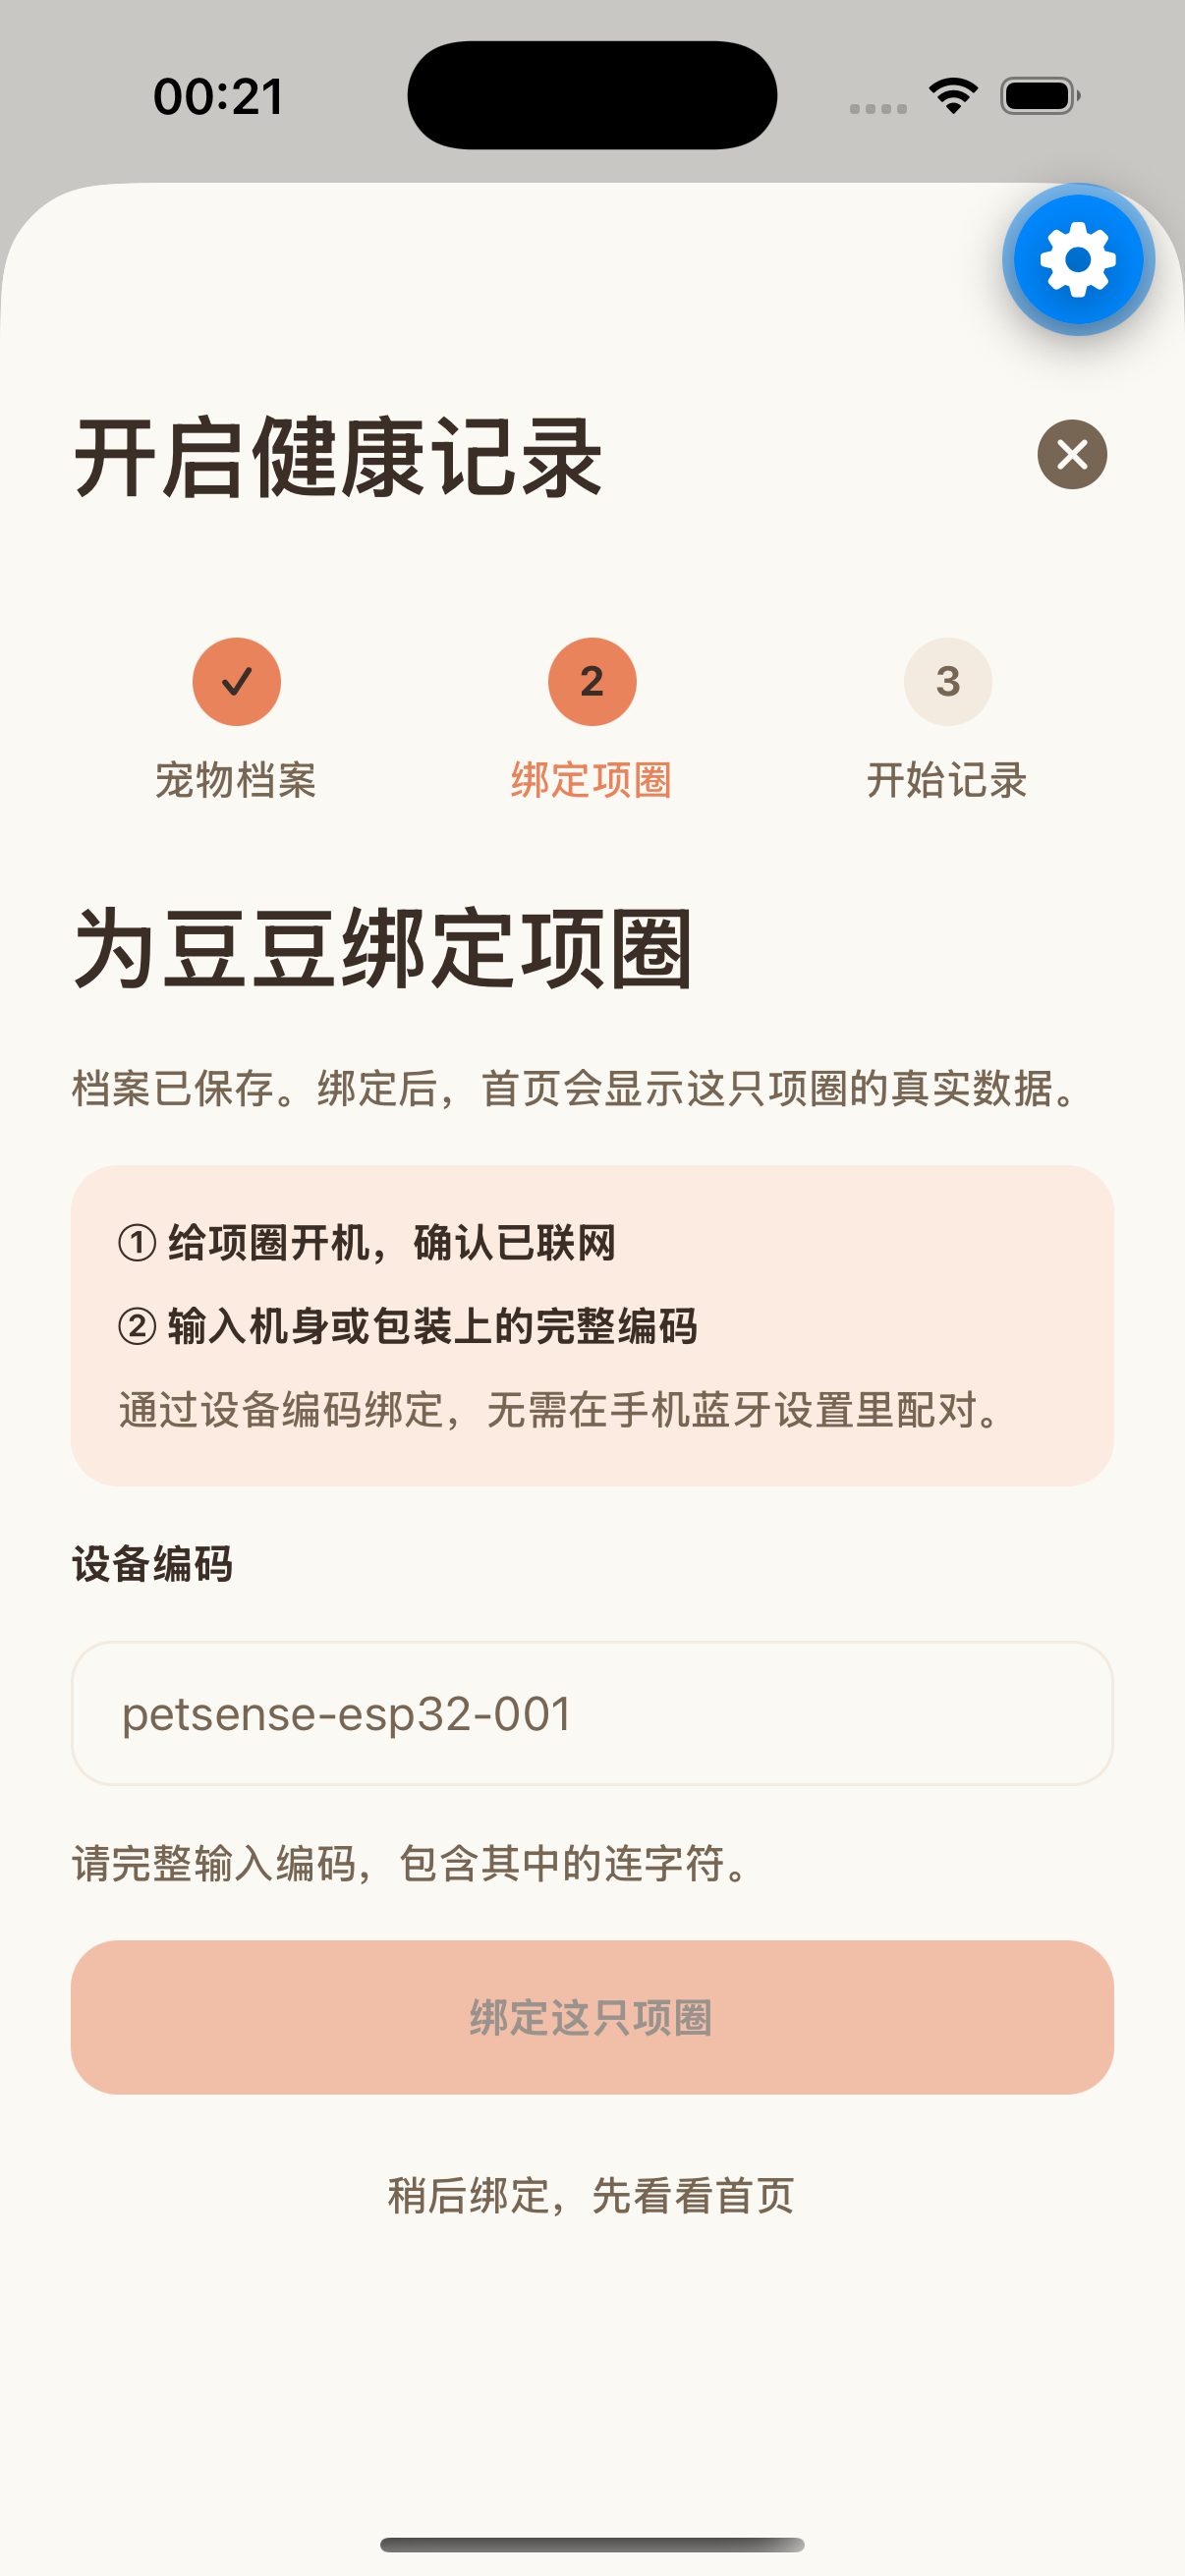 00:21
开启健康记录
2
3
宠物档案
绑定项圈
开始记录
为豆豆绑定项圈
档案已保存。绑定后，首页会显示这只项圈的真实数据。
① 给项圈开机，确认已联网
② 输入机身或包装上的完整编码
通过设备编码绑定，无需在手机蓝牙设置里配对。
设备编码
petsense-esp32-001
请完整输入编码，包含其中的连字符。
绑定这只项圈
稍后绑定，先看看首页